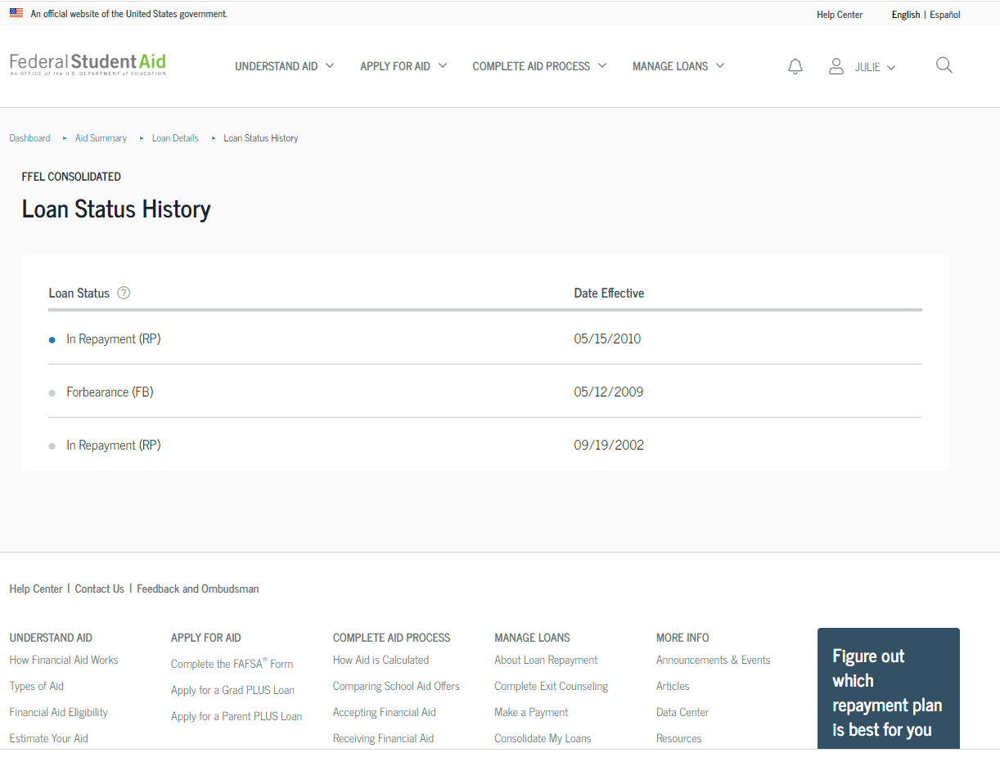 An official website of the United States government.
Help Center English | Español
Federal Student Aid
An OFFICE of the U.S. DEPARTMENT of EDUCATION
UNDERSTAND AID APPLY FOR AID COMPLETE AID PROCESS MANAGE LOANS JULIE
Dashboard Aid Summary Loan Details Loan Status History
FFEL CONSOLIDATED
Loan Status History
Loan Status ? Date Effective
In Repayment (RP) 05/15/2010
Forbearance (FB) 05/12/2009
In Repayment (RP) 09/19/2002
Help Center | Contact Us | Feedback and Ombudsman
UNDERSTAND AID
How Financial Aid Works
Types of Aid
Financial Aid Eligibility
Estimate Your Aid
APPLY FOR AID
Complete the FAFSA® Form
Apply for a Grad PLUS Loan
Apply for a Parent PLUS Loan
COMPLETE AID PROCESS
How Aid is Calculated
Comparing School Aid Offers
Accepting Financial Aid
Receiving Financial Aid
MANAGE LOANS
About Loan Repayment
Complete Exit Counseling
Make a Payment
Consolidate My Loans
MORE INFO
Announcements & Events
Articles
Data Center
Resources
Figure out
which
repayment plan
is best for you